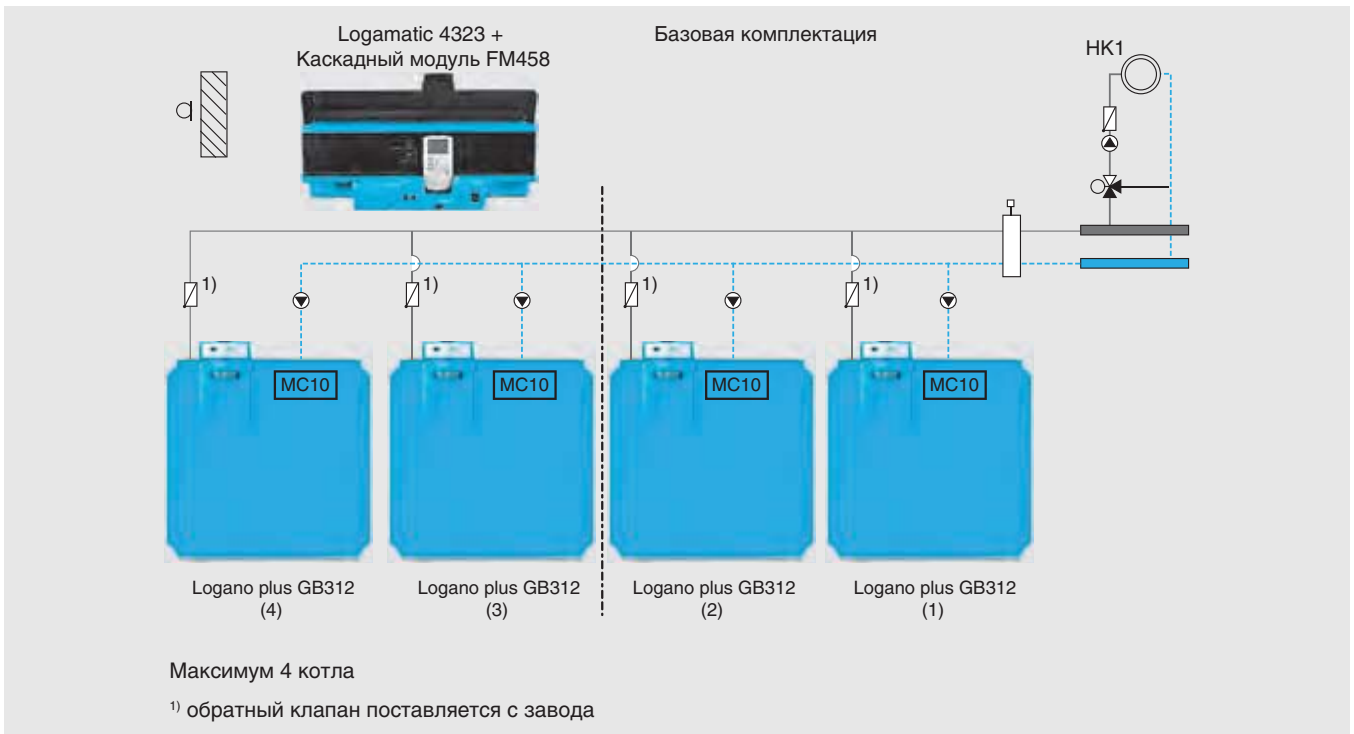 Logamatic 4323 +
Каскадный модуль FM458
Базовая комплектация
HK1
1)
1)
1)
1)
MC10
MC10
MC10
MC10
Logano plus GB312
(4)
Logano plus GB312
(3)
Logano plus GB312
(2)
Logano plus GB312
(1)
Максимум 4 котла
1) обратный клапан поставляется с завода